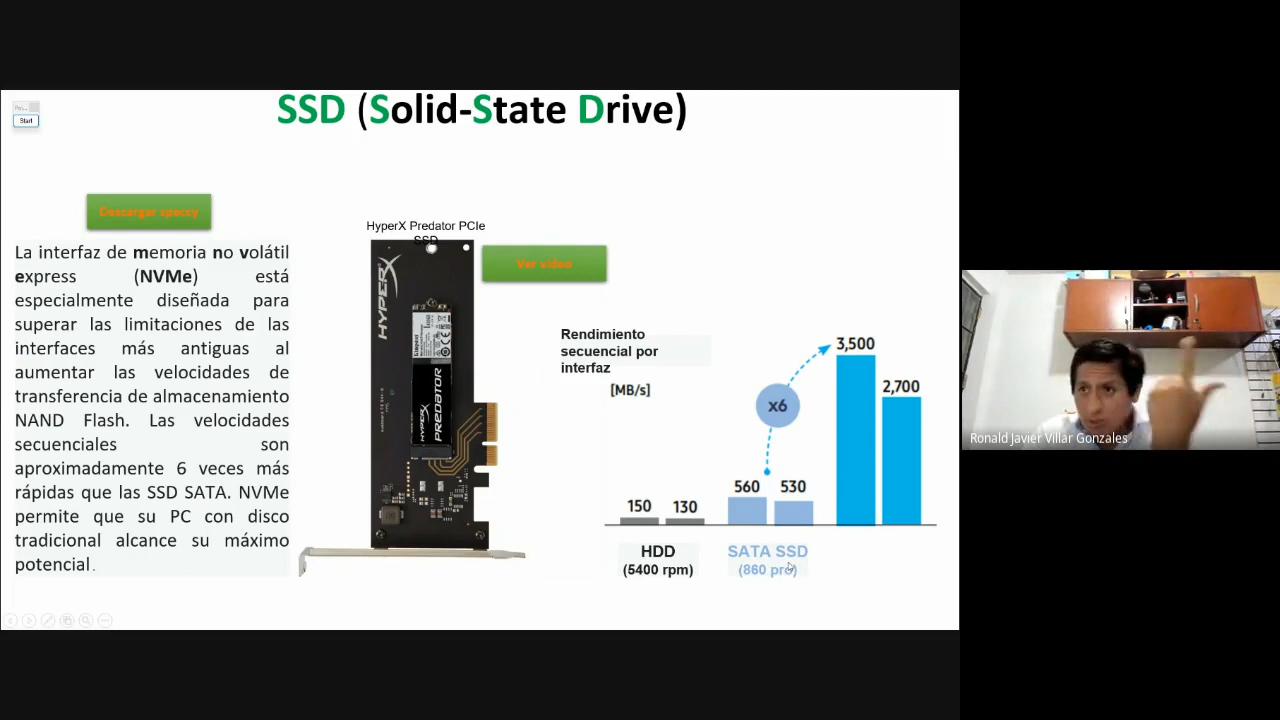 SSD (Solid-State Drive)
Start
Descargar speccy
La interfaz de memoria no volátil
express (NVMe) está
especialmente diseñada para
superar las limitaciones de las
interfaces más antiguas al
aumentar las velocidades de
transferencia de almacenamiento
NAND Flash. Las velocidades
secuenciales son
aproximadamente 6 veces más
rápidas que las SSD SATA. NVMe
permite que su PC con disco
tradicional alcance su máximo
potencial.
HyperX Predator PCIe
SSD
HYPERX
HYPERX
PREDATOR
Ver video
Rendimiento
secuencial por
interfaz
[MB/s]
x6
3,500
2,700
560
530
150
130
HDD
(5400 rpm)
SATA SSD
(860 pro)
Ronald Javier Villar Gonzales